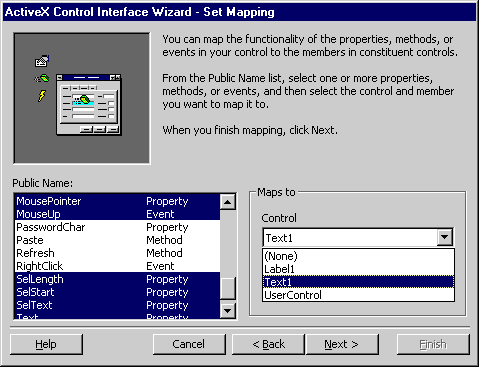 ActiveX Control Interface Wizard - Set Mapping
You can map the functionality of the properties, methods, or
events in your control to the members in constituent controls.
From the Public Name list, select one or more properties,
methods, or events, and then select the control and member
you want to map it to.
When you finish mapping, click Next.
Public Name:
MousePointer Property
MouseUp Event
PasswordChar Property
Paste Method
Refresh Method
RightClick Event
SelLength Property
SelStart Property
SelText Property
Text Property
Maps to
Control
Text1
(None)
Label1
Text1
UserControl
Help Cancel < Back Next > Finish